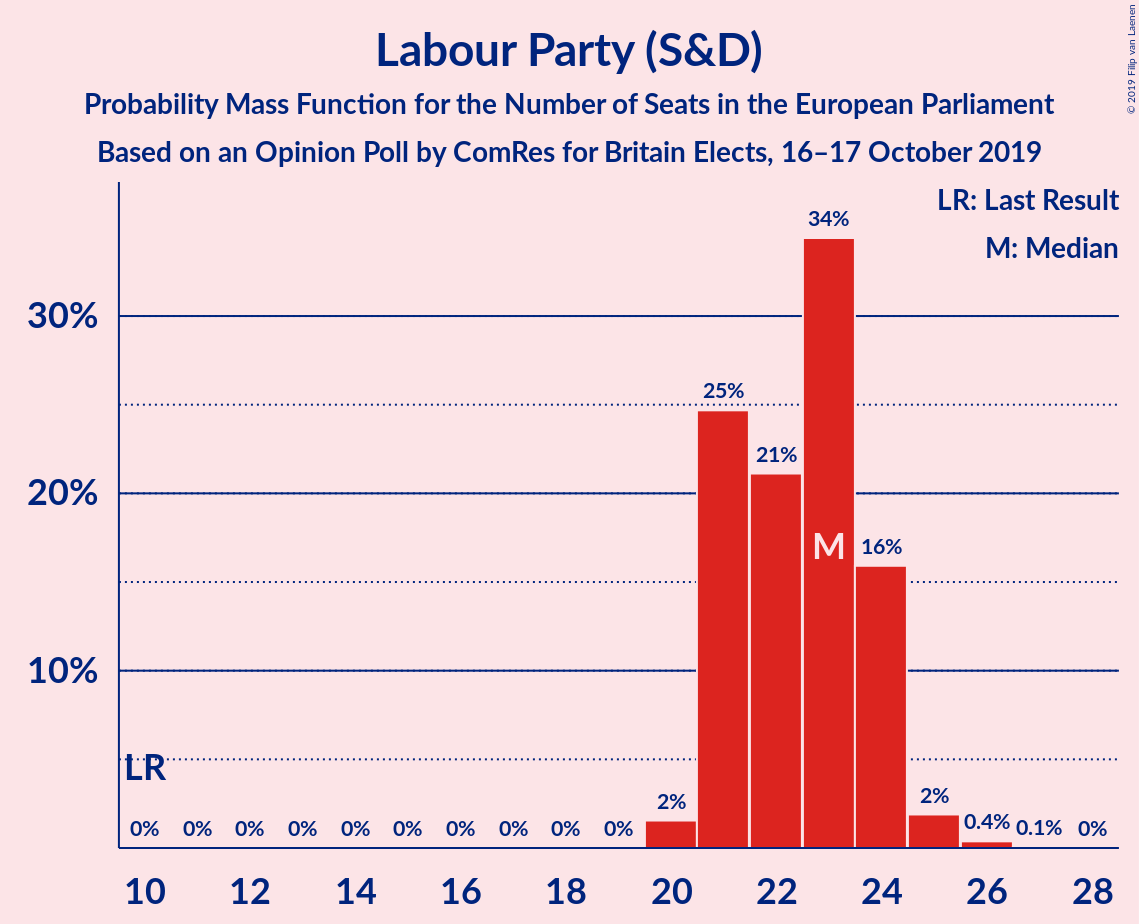 Labour Party (S&D)
Probability Mass Function for the Number of Seats in the European Parliament
Based on an Opinion Poll by ComRes for Britain Elects, 16–17 October 2019
© 2019 Filip van Laenen
LR: Last Result
M: Median
34%
30%
25%
21%
20%
M
16%
10%
LR
0% 0% 0% 0% 0% 0% 0% 0% 0% 0% 2% 2% 0.4% 0.1% 0%
10 12 14 16 18 20 22 24 26 28